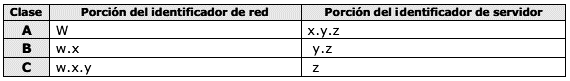 Clase Porción del identificador de red Porción del identificador de servidor
A W x.y.z
B w.x y.z
C w.x.y z